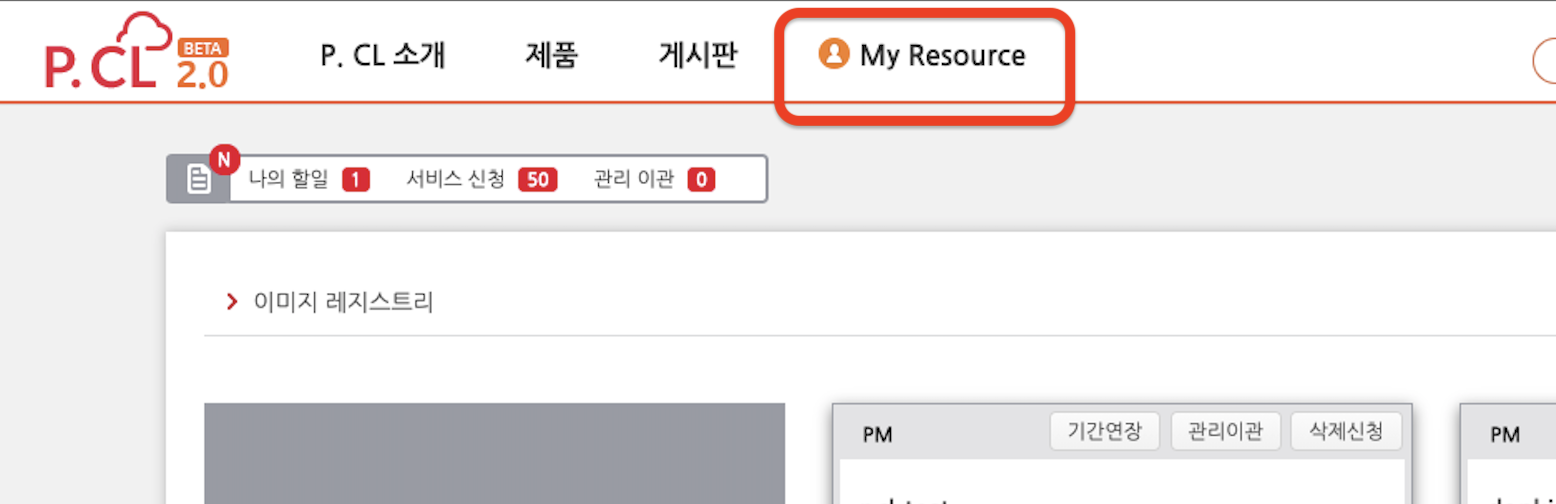 P. CL BETA 2.0
P. CL 소개 제품 게시판 My Resource
N
나의 할일 1 서비스 신청 50 관리 이관 0
이미지 레지스트리
PM 기간연장 관리이관 삭제신청
PM